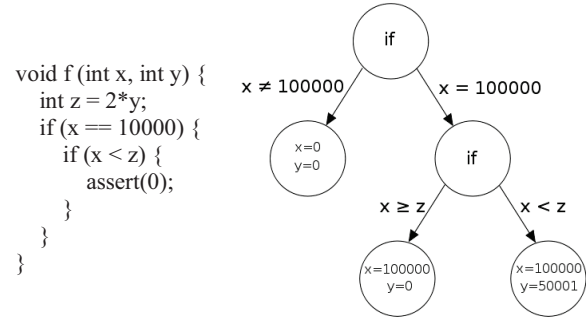 void f (int x, int y) {
int z = 2*y;
if (x == 10000) {
if (x < z) {
assert(0);
}
}
}
if
x ≠ 100000
x = 100000
x=0
y=0
if
x ≥ z
x < z
x=100000
y=0
x=100000
y=50001